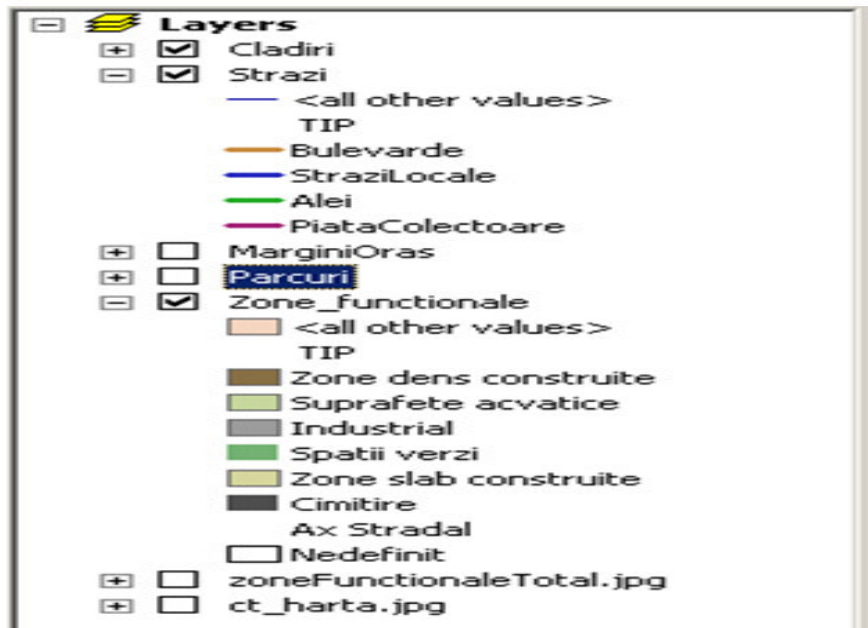 Layers
Cladiri
Strazi
<all other values>
TIP
Bulevarde
StraziLocale
Alei
PiataColectoare
MarginiOras
Parcuri
Zone_functionale
<all other values>
TIP
Zone dens construite
Suprafete acvatice
Industrial
Spatii verzi
Zone slab construite
Cimitire
Ax Stradal
Nedefinit
zoneFunctionaleTotal.jpg
ct_harta.jpg